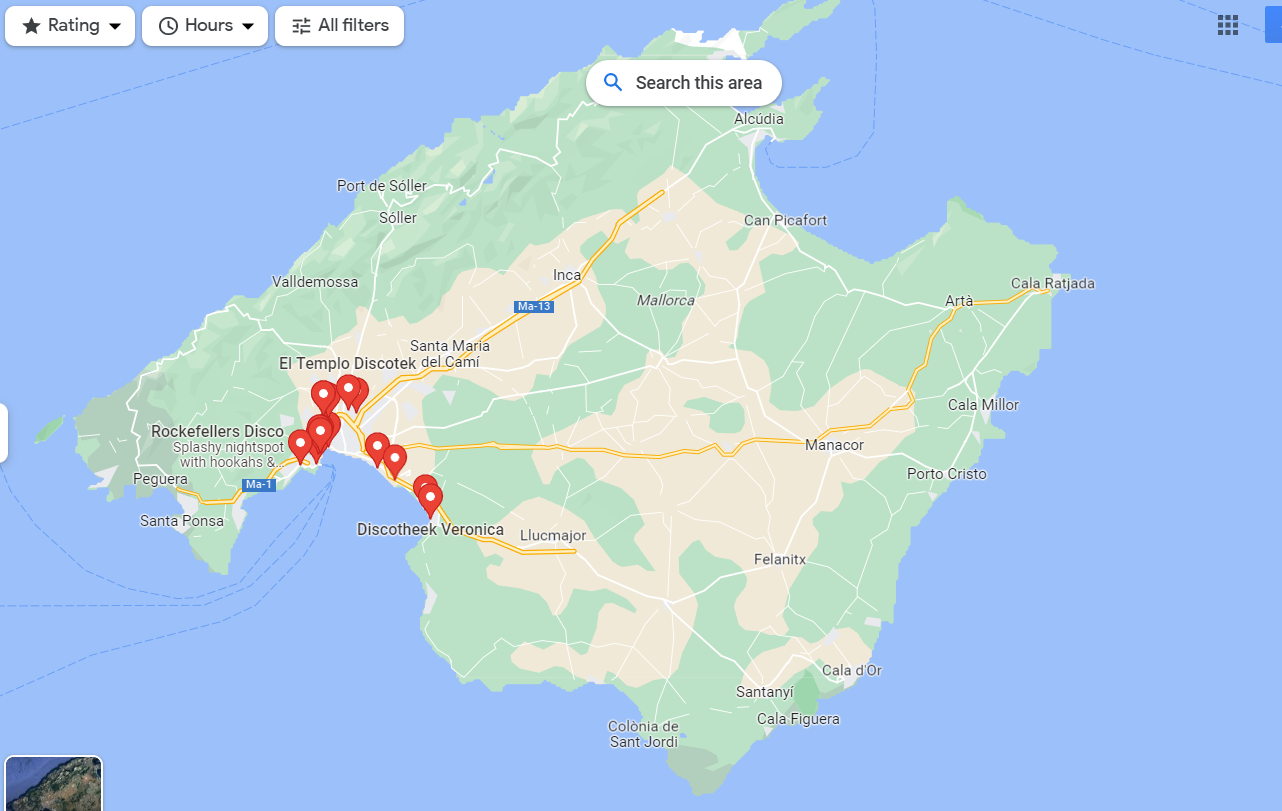 Rating
Hours
All filters
Search this area
Alcúdia
Port de Sóller
Sóller
Can Picafort
Valldemossa
Inca
Mallorca
Ma-13
Cala Ratjada
Artà
Santa Maria
del Camí
El Templo Discotek
Cala Millor
Rockefellers Disco
Splashy nightspot
with hookahs &...
Manacor
Porto Cristo
Peguera
Ma-1
Santa Ponsa
Discotheek Veronica
Llucmajor
Felanitx
Cala d'Or
Santanyí
Cala Figuera
Colònia de
Sant Jordi